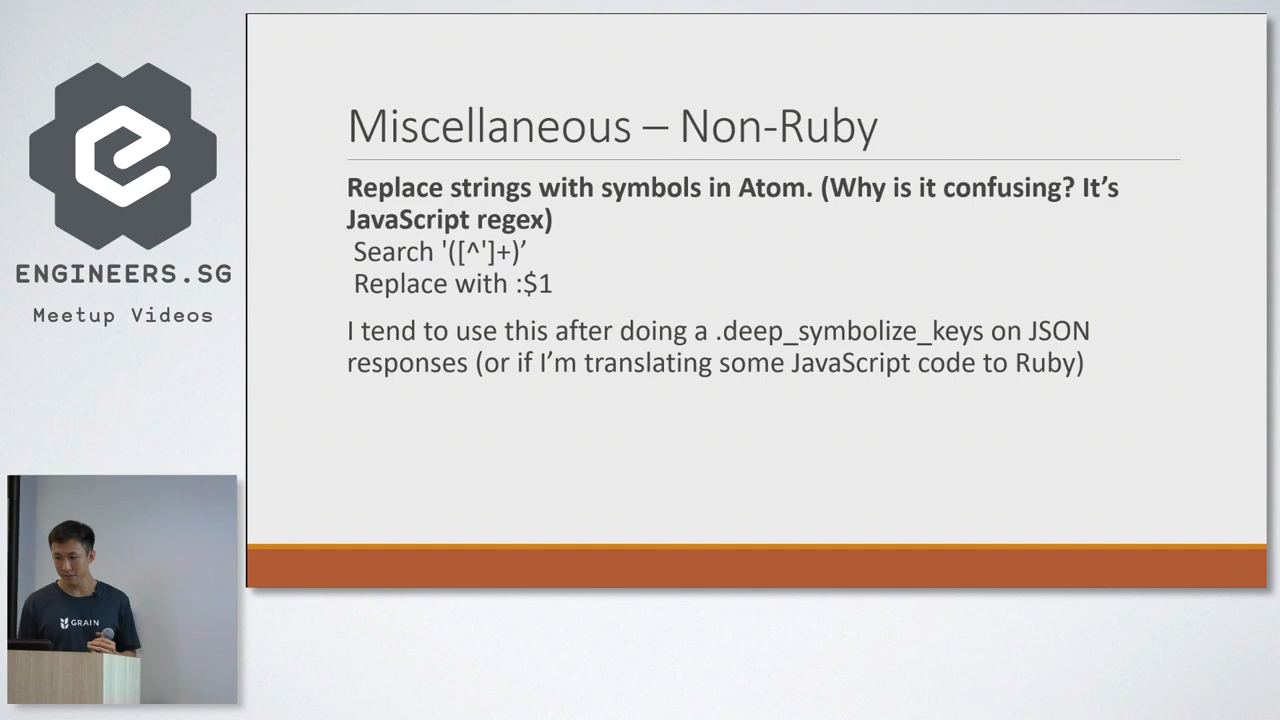 Miscellaneous – Non-Ruby
Replace strings with symbols in Atom. (Why is it confusing? It’s
JavaScript regex)
Search '([^']+)’
Replace with :$1
I tend to use this after doing a .deep_symbolize_keys on JSON
responses (or if I’m translating some JavaScript code to Ruby)
ENGINEERS.SG
Meetup Videos
GRAIN